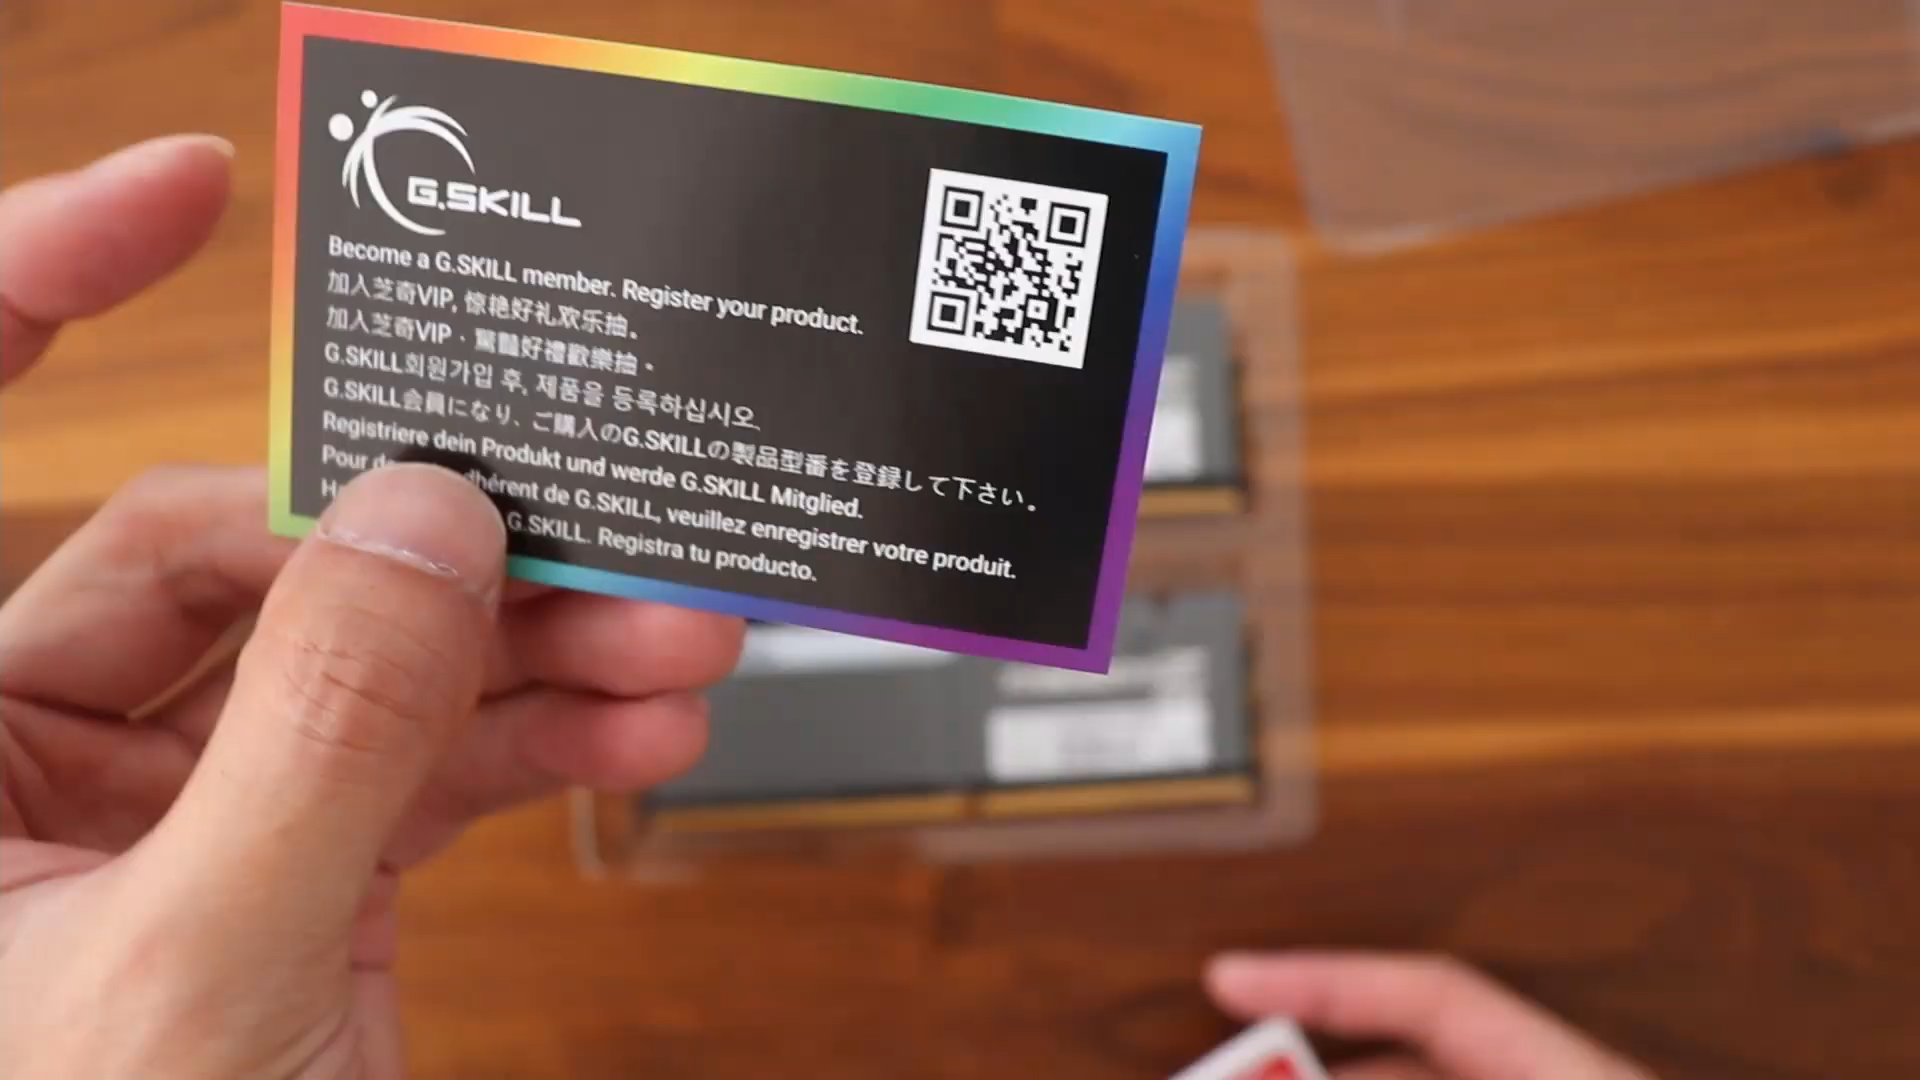 G.SKILL
Become a G.SKILL member. Register your product.
加入芝奇VIP, 惊艳好礼欢乐抽。
加入芝奇VIP · 驚豔好禮歡樂抽。
G.SKILL회원가입 후, 제품을 등록하십시오.
G.SKILL会員になり、ご購入のG.SKILLの製品型番を登録して下さい。
Registriere dein Produkt und werde G.SKILL Mitglied.
Pour de dhérent de G.SKILL, veuillez enregistrer votre produit.
G.SKILL. Registra tu producto.